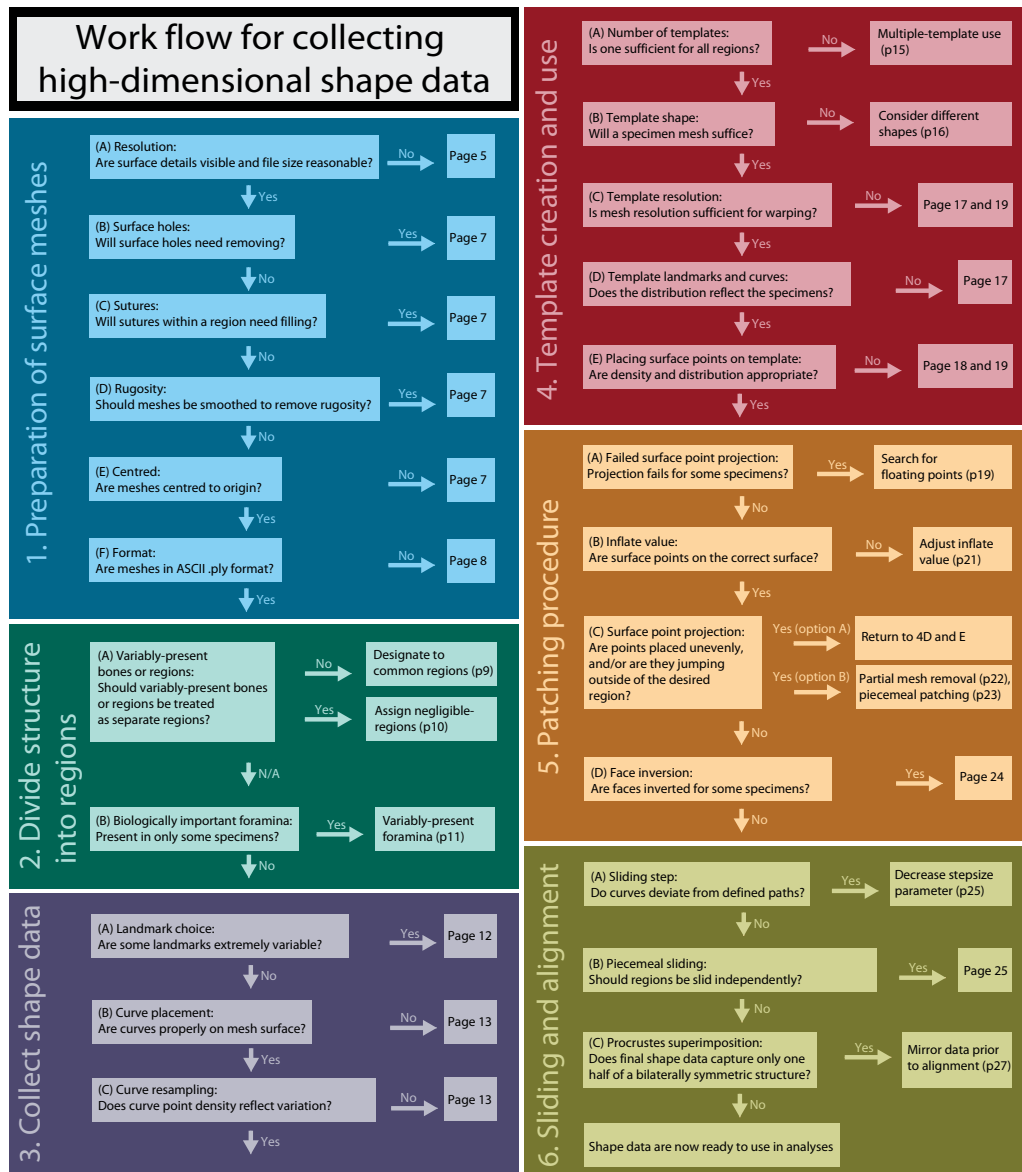 Work flow for collecting
high-dimensional shape data
1. Preparation of surface meshes
(A) Resolution:
Are surface details visible and file size reasonable?
No
Page 5
Yes
(B) Surface holes:
Will surface holes need removing?
Yes
Page 7
No
(C) Sutures:
Will sutures within a region need filling?
Yes
Page 7
No
(D) Rugosity:
Should meshes be smoothed to remove rugosity?
Yes
Page 7
No
(E) Centred:
Are meshes centred to origin?
No
Page 7
Yes
(F) Format:
Are meshes in ASCII .ply format?
No
Page 8
Yes
2. Divide structure
into regions
(A) Variably-present
bones or regions:
Should variably-present bones
or regions be treated
as separate regions?
No
Designate to
common regions (p9)
Yes
Assign negligible-
regions (p10)
N/A
(B) Biologically important foramina:
Present in only some specimens?
Yes
Variably-present
foramina (p11)
No
3. Collect shape data
(A) Landmark choice:
Are some landmarks extremely variable?
Yes
Page 12
No
(B) Curve placement:
Are curves properly on mesh surface?
No
Page 13
Yes
(C) Curve resampling:
Does curve point density reflect variation?
No
Page 13
Yes
4. Template creation and use
(A) Number of templates:
Is one sufficient for all regions?
No
Multiple-template use
(p15)
Yes
(B) Template shape:
Will a specimen mesh suffice?
No
Consider different
shapes (p16)
Yes
(C) Template resolution:
Is mesh resolution sufficient for warping?
No
Page 17 and 19
Yes
(D) Template landmarks and curves:
Does the distribution reflect the specimens?
No
Page 17
Yes
(E) Placing surface points on template:
Are density and distribution appropriate?
No
Page 18 and 19
Yes
5. Patching procedure
(A) Failed surface point projection:
Projection fails for some specimens?
Yes
Search for
floating points (p19)
No
(B) Inflate value:
Are surface points on the correct surface?
No
Adjust inflate
value (p21)
Yes
(C) Surface point projection:
Are points placed unevenly,
and/or are they jumping
outside of the desired
region?
Yes (option A)
Return to 4D and E
Yes (option B)
Partial mesh removal (p22),
piecemeal patching (p23)
No
(D) Face inversion:
Are faces inverted for some specimens?
Yes
Page 24
No
6. Sliding and alignment
(A) Sliding step:
Do curves deviate from defined paths?
Yes
Decrease stepsize
parameter (p25)
No
(B) Piecemeal sliding:
Should regions be slid independently?
Yes
Page 25
No
(C) Procrustes superimposition:
Does final shape data capture only one
half of a bilaterally symmetric structure?
Yes
Mirror data prior
to alignment (p27)
No
Shape data are now ready to use in analyses